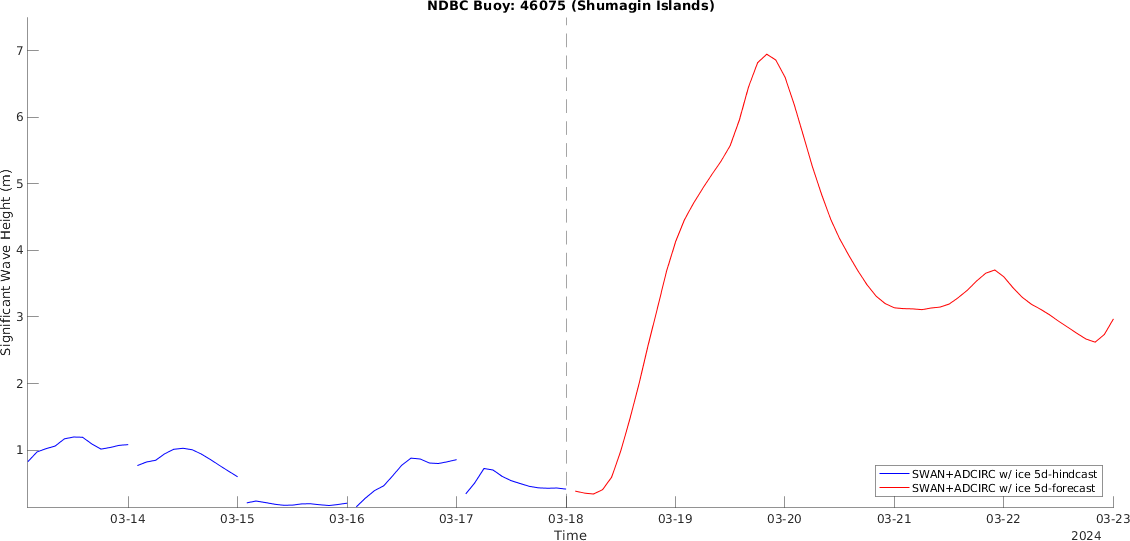 NDBC Buoy: 46075 (Shumagin Islands)
7
6
5
4
3
2
1
Significant Wave Height (m)
SWAN+ADCIRC w/ ice 5d-hindcast
SWAN+ADCIRC w/ ice 5d-forecast
03-14 03-15 03-16 03-17 03-18 03-19 03-20 03-21 03-22 03-23
Time
2024